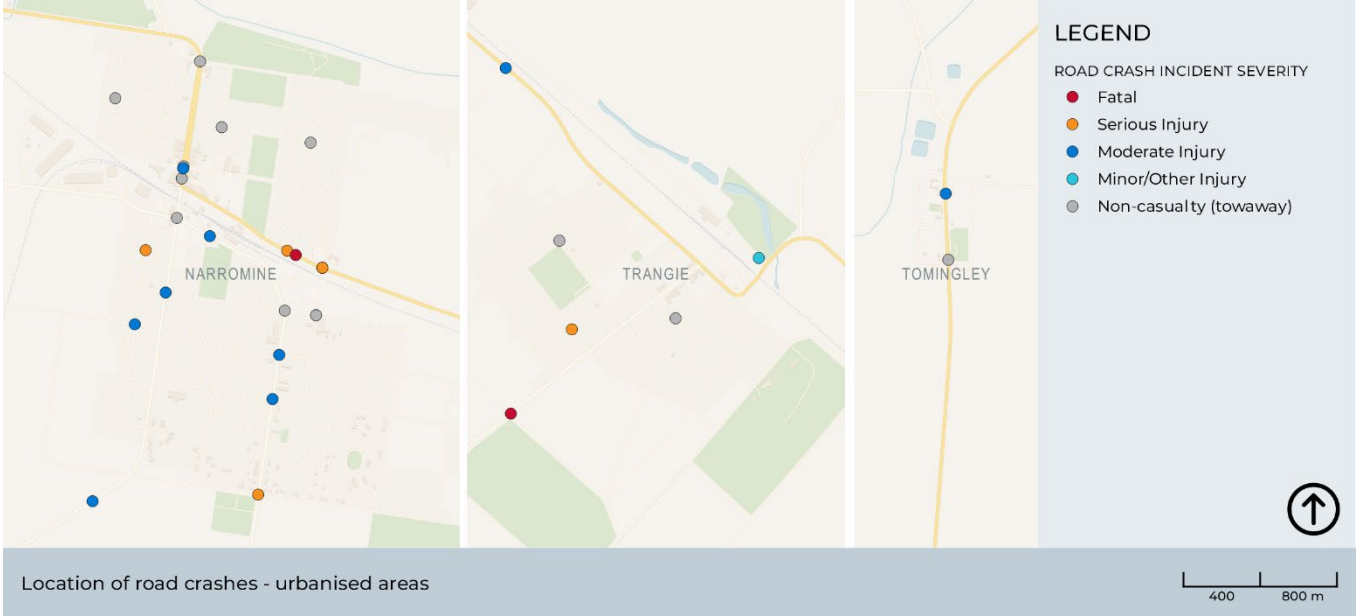 NARROMINE
TRANGIE
TOMINGLEY
LEGEND
ROAD CRASH INCIDENT SEVERITY
Fatal
Serious Injury
Moderate Injury
Minor/Other Injury
Non-casualty (towaway)
Location of road crashes - urbanised areas
400 800 m